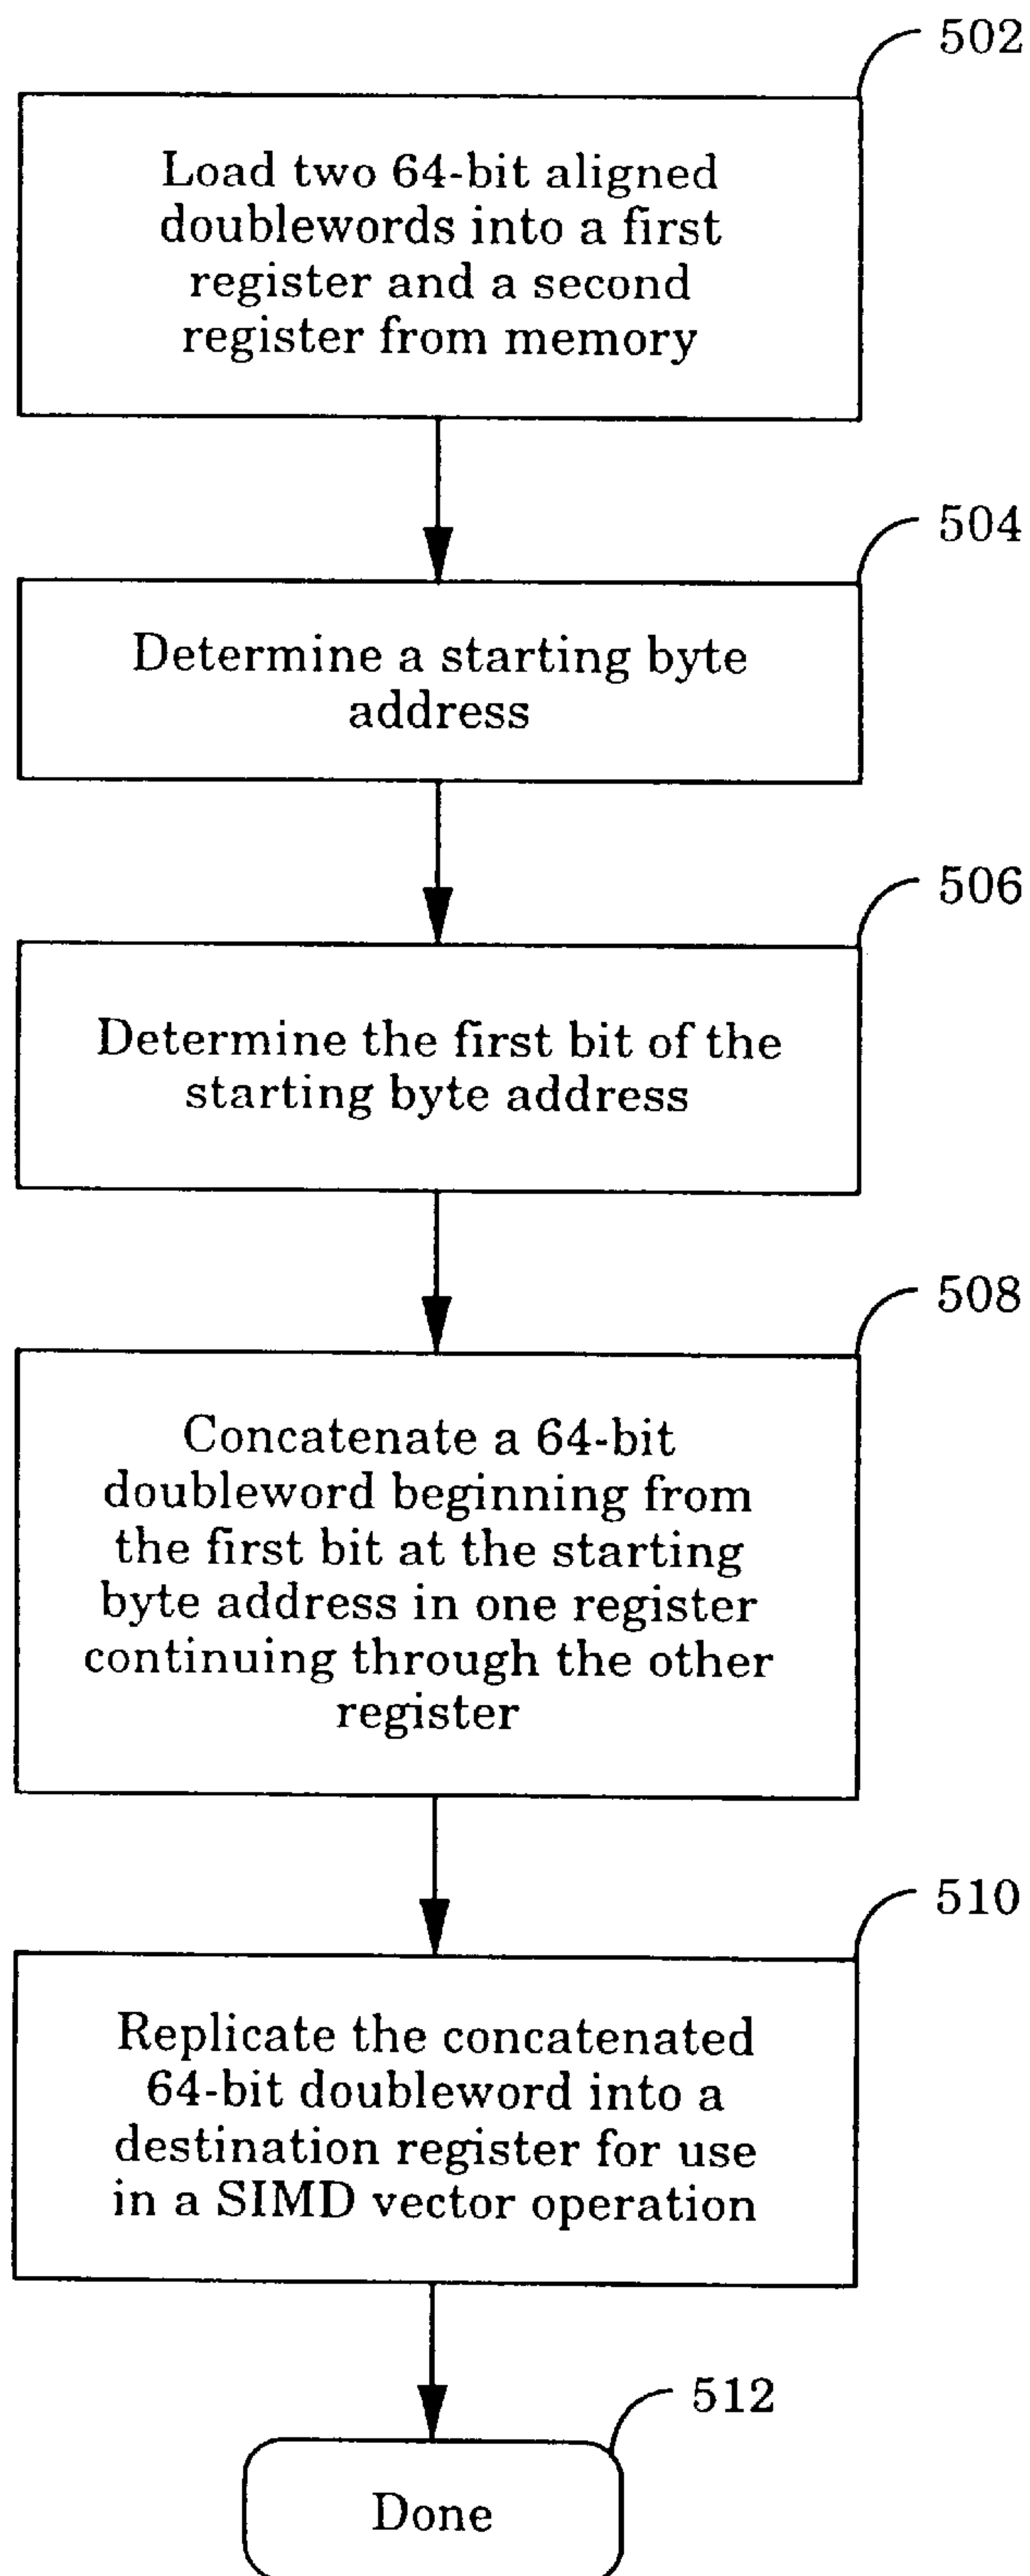 502
Load two 64-bit aligned
doublewords into a first
register and a second
register from memory
504
Determine a starting byte
address
506
Determine the first bit of the
starting byte address
508
Concatenate a 64-bit
doubleword beginning from
the first bit at the starting
byte address in one register
continuing through the other
register
510
Replicate the concatenated
64-bit doubleword into a
destination register for use
in a SIMD vector operation
512
Done